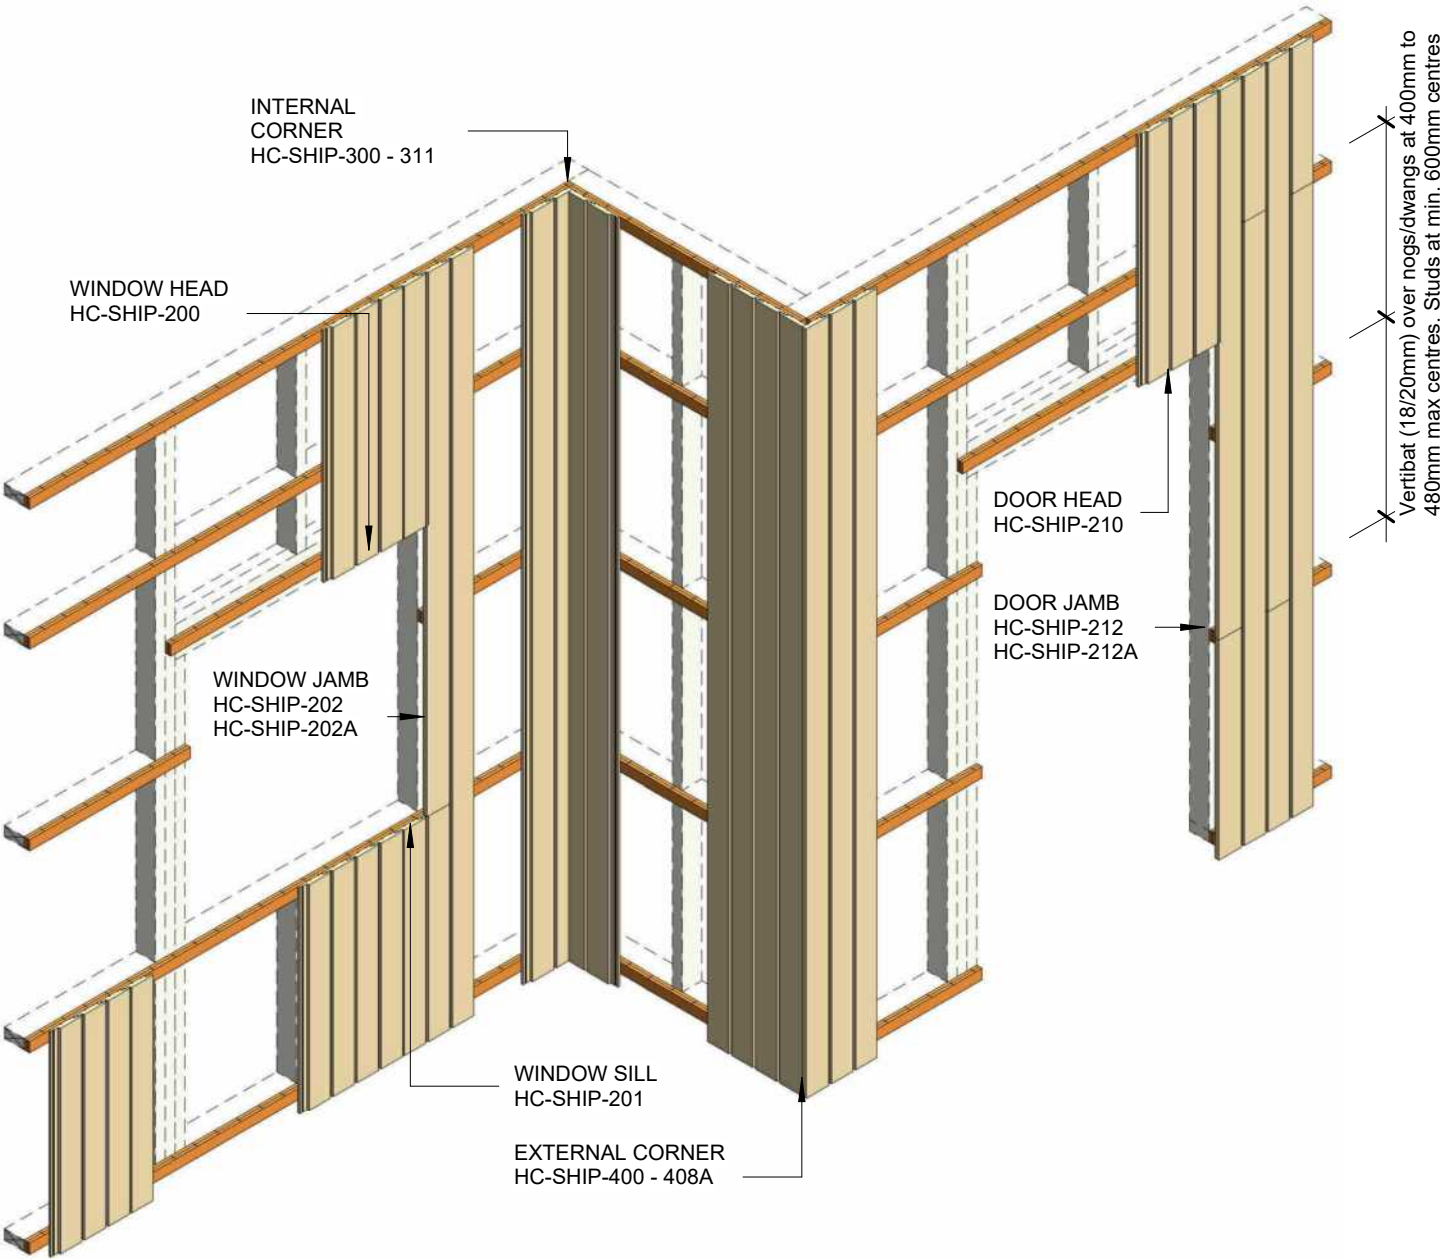 INTERNAL
CORNER
HC-SHIP-300 - 311
WINDOW HEAD
HC-SHIP-200
WINDOW JAMB
HC-SHIP-202
HC-SHIP-202A
WINDOW SILL
HC-SHIP-201
EXTERNAL CORNER
HC-SHIP-400 - 408A
DOOR HEAD
HC-SHIP-210
DOOR JAMB
HC-SHIP-212
HC-SHIP-212A
Vertibat (18/20mm) over nogs/dwangs at 400mm to
480mm max centres. Studs at min. 600mm centres